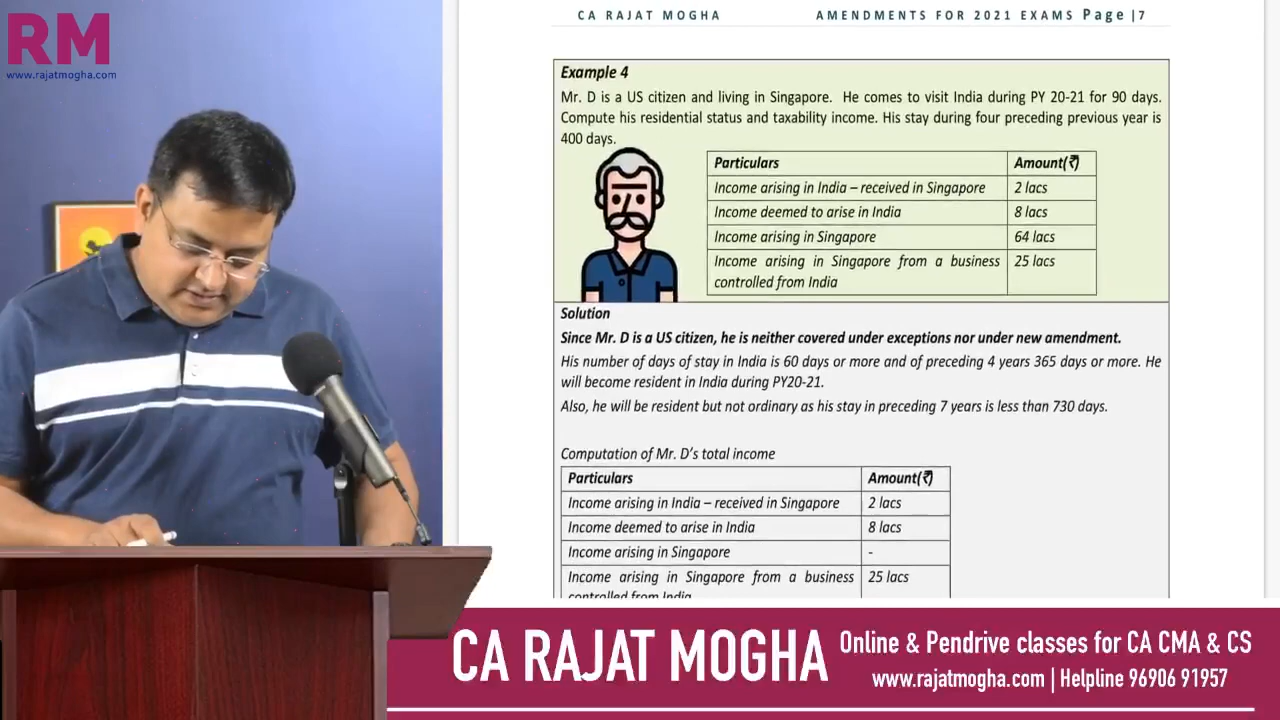 RM
www.rajatmogha.com
CA RAJAT MOGHA AMENDMENTS FOR 2021 EXAMS Page |7
Example 4
Mr. D is a US citizen and living in Singapore. He comes to visit India during PY 20-21 for 90 days.
Compute his residential status and taxability income. His stay during four preceding previous year is
400 days.
Particulars Amount(₹)
Income arising in India – received in Singapore 2 lacs
Income deemed to arise in India 8 lacs
Income arising in Singapore 64 lacs
Income arising in Singapore from a business 25 lacs
controlled from India
Solution
Since Mr. D is a US citizen, he is neither covered under exceptions nor under new amendment.
His number of days of stay in India is 60 days or more and of preceding 4 years 365 days or more. He
will become resident in India during PY20-21.
Also, he will be resident but not ordinary as his stay in preceding 7 years is less than 730 days.
Computation of Mr. D's total income
Particulars Amount(₹)
Income arising in India – received in Singapore 2 lacs
Income deemed to arise in India 8 lacs
Income arising in Singapore -
Income arising in Singapore from a business 25 lacs
controlled from India
CA RAJAT MOGHA
Online & Pendrive classes for CA CMA & CS
www.rajatmogha.com | Helpline 96906 91957